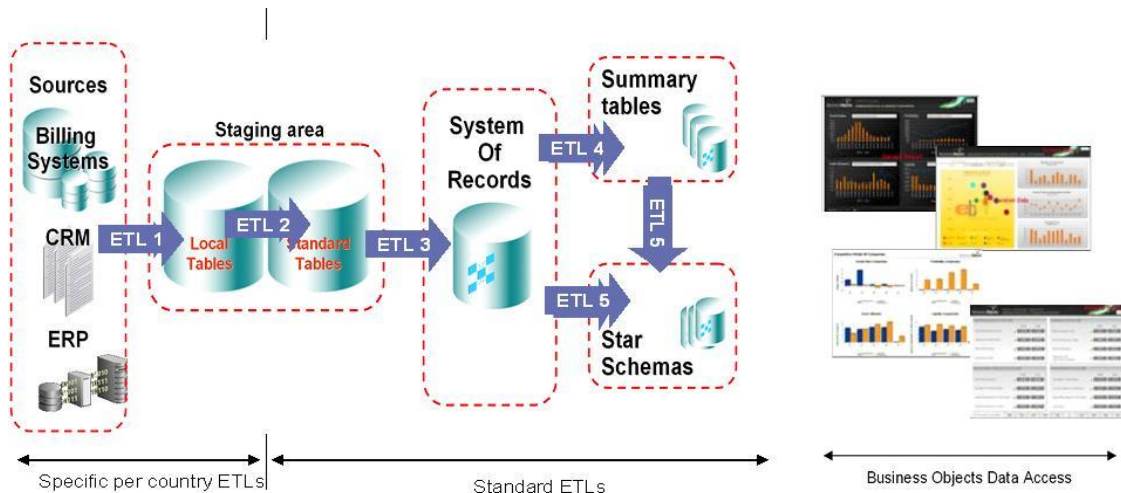 Sources
Billing
Systems
CRM
ERP
ETL 1
Staging area
ETL 2
Local
Tables
Standard
Tables
ETL 3
System
Of
Records
ETL 4
Summary
tables
ETL 5
ETL 5
Star
Schemas
Specific per country ETLs
Standard ETLs
Business Objects Data Access